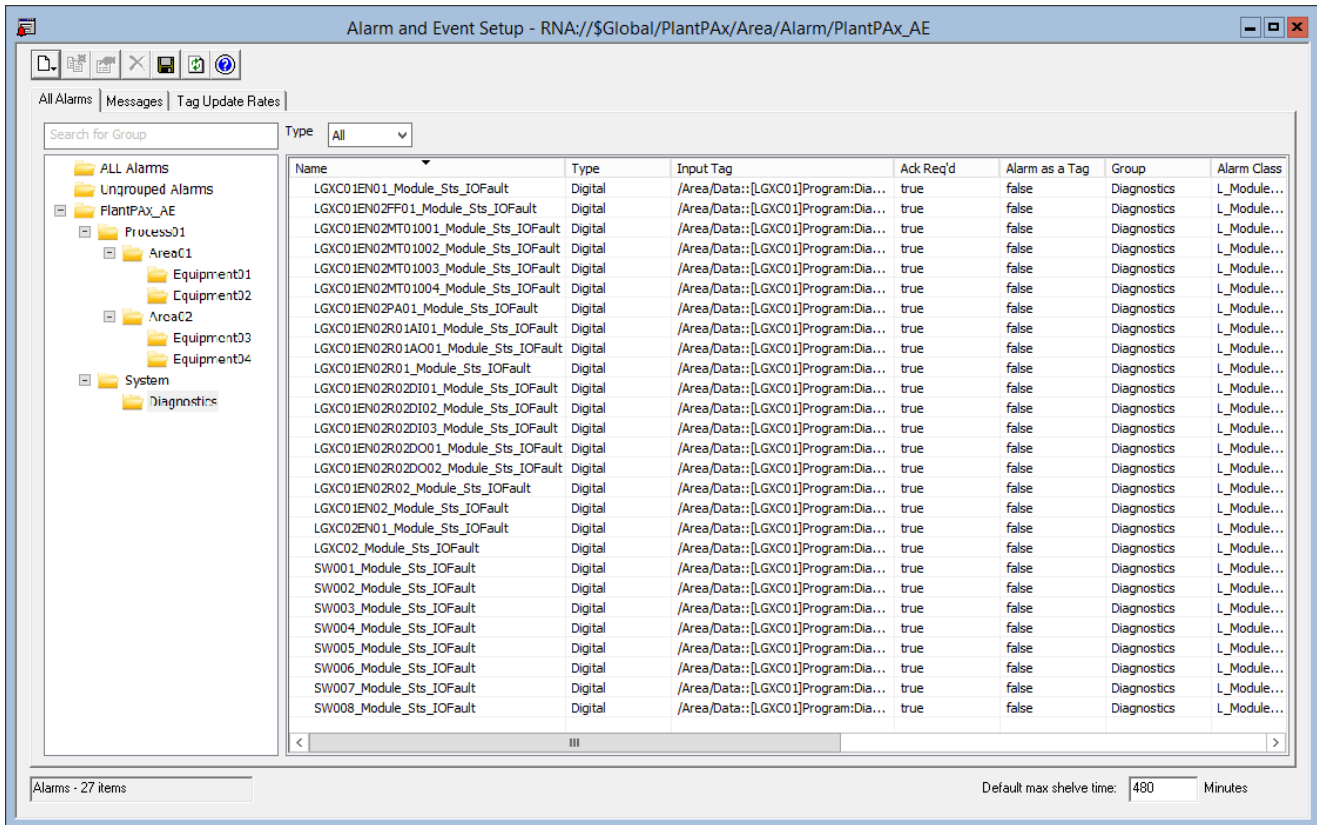 Alarm and Event Setup - RNA://$Global/PlantPAx/Area/Alarm/PlantPAx_AE
All Alarms Messages Tag Update Rates
Search for Group
Type All
ALL Alarms
Ungrouped Alarms
PlantPAx_AE
Process01
Area01
Equipment01
Equipment02
Area02
Equipment03
Equipment04
System
Diagnostics
Name Type Input Tag Ack Req'd Alarm as a Tag Group Alarm Class
LGXC01EN01_Module_Sts_IOFault Digital /Area/Data::[LGXC01]Program:Dia... true false Diagnostics L_Module...
LGXC01EN02FF01_Module_Sts_IOFault Digital /Area/Data::[LGXC01]Program:Dia... true false Diagnostics L_Module...
LGXC01EN02MT01001_Module_Sts_IOFault Digital /Area/Data::[LGXC01]Program:Dia... true false Diagnostics L_Module...
LGXC01EN02MT01002_Module_Sts_IOFault Digital /Area/Data::[LGXC01]Program:Dia... true false Diagnostics L_Module...
LGXC01EN02MT01003_Module_Sts_IOFault Digital /Area/Data::[LGXC01]Program:Dia... true false Diagnostics L_Module...
LGXC01EN02MT01004_Module_Sts_IOFault Digital /Area/Data::[LGXC01]Program:Dia... true false Diagnostics L_Module...
LGXC01EN02PA01_Module_Sts_IOFault Digital /Area/Data::[LGXC01]Program:Dia... true false Diagnostics L_Module...
LGXC01EN02R01AI01_Module_Sts_IOFault Digital /Area/Data::[LGXC01]Program:Dia... true false Diagnostics L_Module...
LGXC01EN02R01AO01_Module_Sts_IOFault Digital /Area/Data::[LGXC01]Program:Dia... true false Diagnostics L_Module...
LGXC01EN02R01_Module_Sts_IOFault Digital /Area/Data::[LGXC01]Program:Dia... true false Diagnostics L_Module...
LGXC01EN02R02DI01_Module_Sts_IOFault Digital /Area/Data::[LGXC01]Program:Dia... true false Diagnostics L_Module...
LGXC01EN02R02DI02_Module_Sts_IOFault Digital /Area/Data::[LGXC01]Program:Dia... true false Diagnostics L_Module...
LGXC01EN02R02DI03_Module_Sts_IOFault Digital /Area/Data::[LGXC01]Program:Dia... true false Diagnostics L_Module...
LGXC01EN02R02DO01_Module_Sts_IOFault Digital /Area/Data::[LGXC01]Program:Dia... true false Diagnostics L_Module...
LGXC01EN02R02DO02_Module_Sts_IOFault Digital /Area/Data::[LGXC01]Program:Dia... true false Diagnostics L_Module...
LGXC01EN02R02_Module_Sts_IOFault Digital /Area/Data::[LGXC01]Program:Dia... true false Diagnostics L_Module...
LGXC01EN02_Module_Sts_IOFault Digital /Area/Data::[LGXC01]Program:Dia... true false Diagnostics L_Module...
LGXC02EN01_Module_Sts_IOFault Digital /Area/Data::[LGXC01]Program:Dia... true false Diagnostics L_Module...
LGXC02_Module_Sts_IOFault Digital /Area/Data::[LGXC01]Program:Dia... true false Diagnostics L_Module...
SW001_Module_Sts_IOFault Digital /Area/Data::[LGXC01]Program:Dia... true false Diagnostics L_Module...
SW002_Module_Sts_IOFault Digital /Area/Data::[LGXC01]Program:Dia... true false Diagnostics L_Module...
SW003_Module_Sts_IOFault Digital /Area/Data::[LGXC01]Program:Dia... true false Diagnostics L_Module...
SW004_Module_Sts_IOFault Digital /Area/Data::[LGXC01]Program:Dia... true false Diagnostics L_Module...
SW005_Module_Sts_IOFault Digital /Area/Data::[LGXC01]Program:Dia... true false Diagnostics L_Module...
SW006_Module_Sts_IOFault Digital /Area/Data::[LGXC01]Program:Dia... true false Diagnostics L_Module...
SW007_Module_Sts_IOFault Digital /Area/Data::[LGXC01]Program:Dia... true false Diagnostics L_Module...
SW008_Module_Sts_IOFault Digital /Area/Data::[LGXC01]Program:Dia... true false Diagnostics L_Module...
Alarms - 27 items Default max shelve time: 480 Minutes